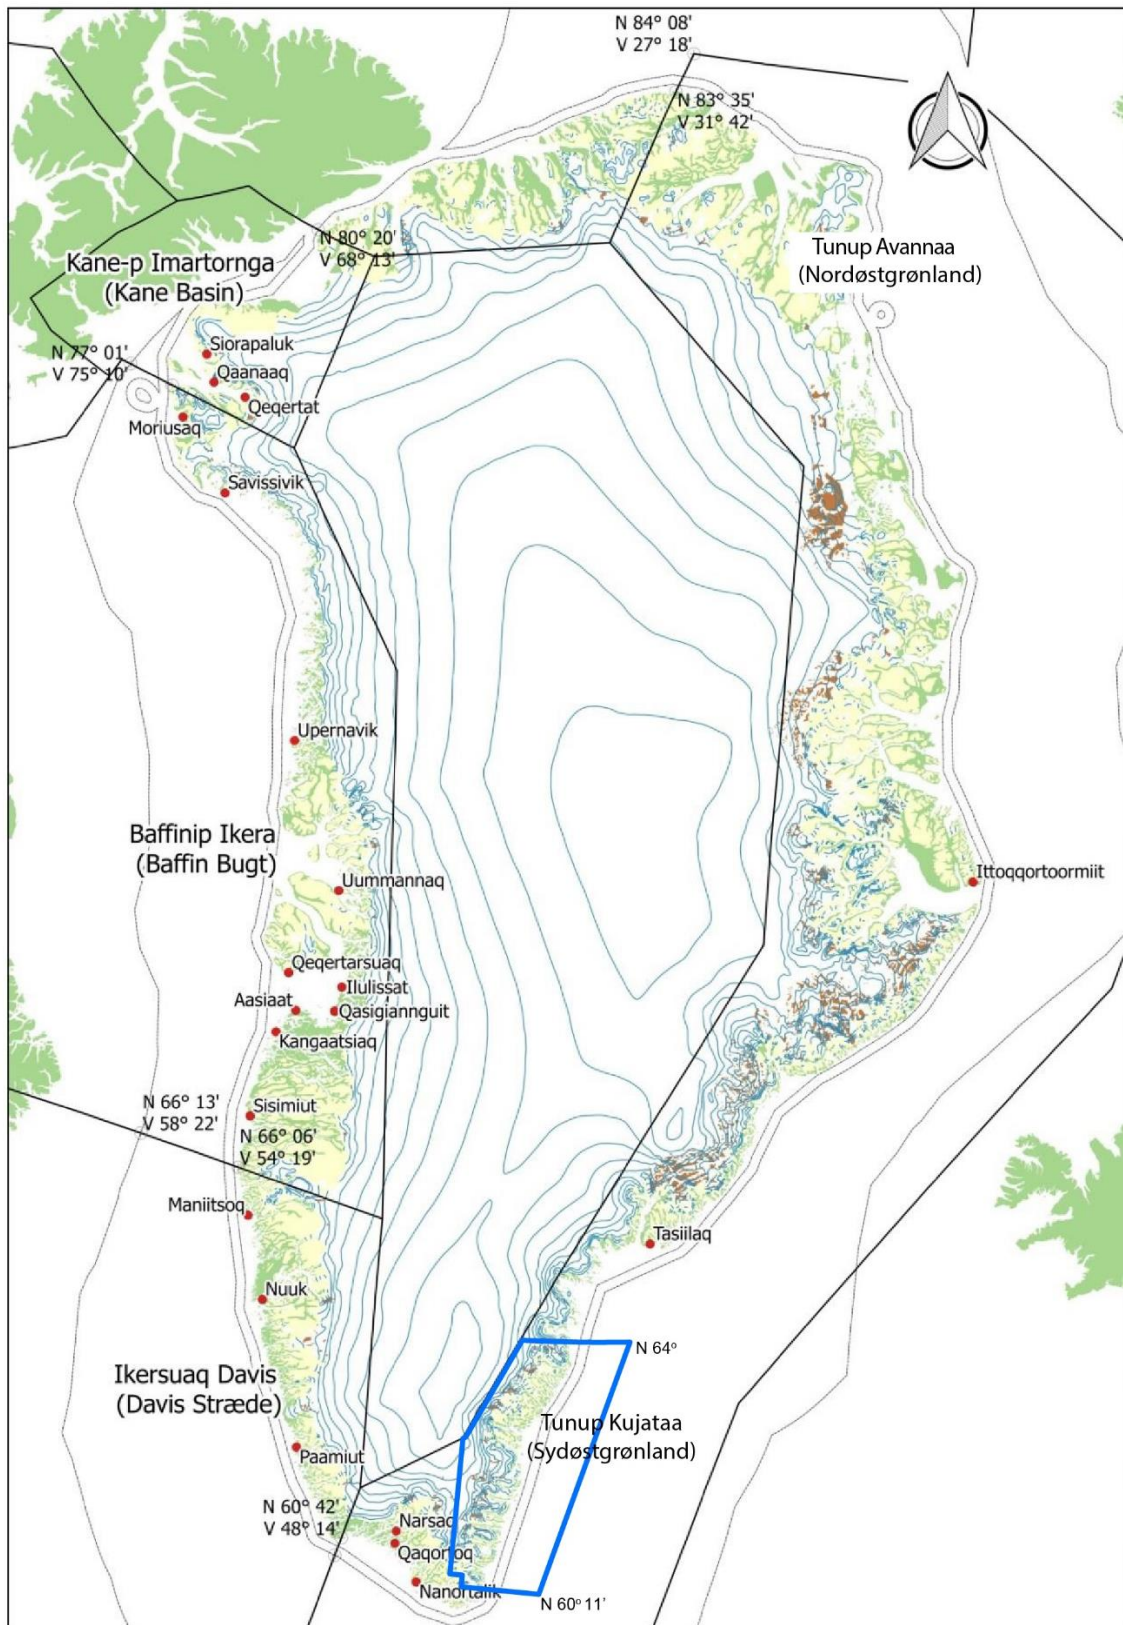 N 84° 08'
V 27° 18'
N 83° 35'
V 31° 42'
N 80° 20'
V 68° 13'
Tunup Avannaa
(Nordøstgrønland)
Kane-p Imartornga
(Kane Basin)
N 77° 01'
V 75° 10'
Siorapaluk
Qaanaaq
Qeqertat
Moriusaq
Savissivik
Upernavik
Baffinip Ikera
(Baffin Bugt)
Uummannaq
Ittoqqortoormiit
Qeqertarsuaq
Ilulissat
Aasiaat
Qasigiannguit
Kangaatsiaq
N 66° 13'
V 58° 22'
Sisimiut
N 66° 06'
V 54° 19'
Maniitsoq
Tasiilaq
Nuuk
N 64°
Ikersuaq Davis
(Davis Stræde)
Tunup Kujataa
(Sydøstgrønland)
Paamiut
N 60° 42'
V 48° 14'
Narsaq
Qaqortoq
Nanortalik
N 60° 11'